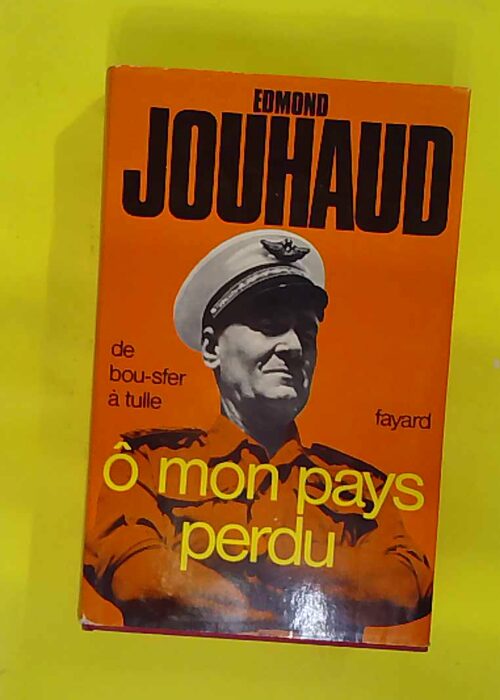 EDMOND
JOUHAUD
de
bou-sfer
à tulle
fayard
ô mon pays
perdu